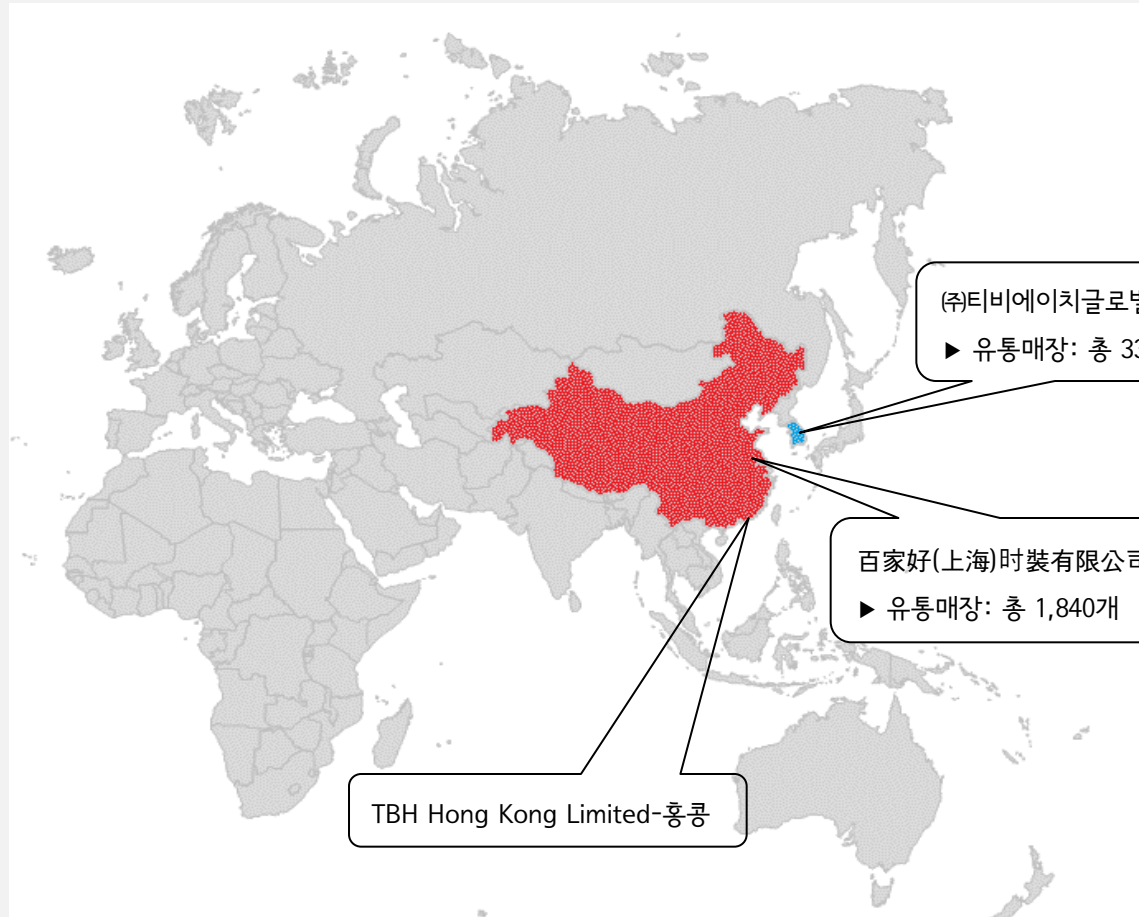 ㈜티비에이치글로벌
▶ 유통매장: 총 33
百家好(上海)时裝有限公司
▶ 유통매장: 총 1,840개
TBH Hong Kong Limited-홍콩